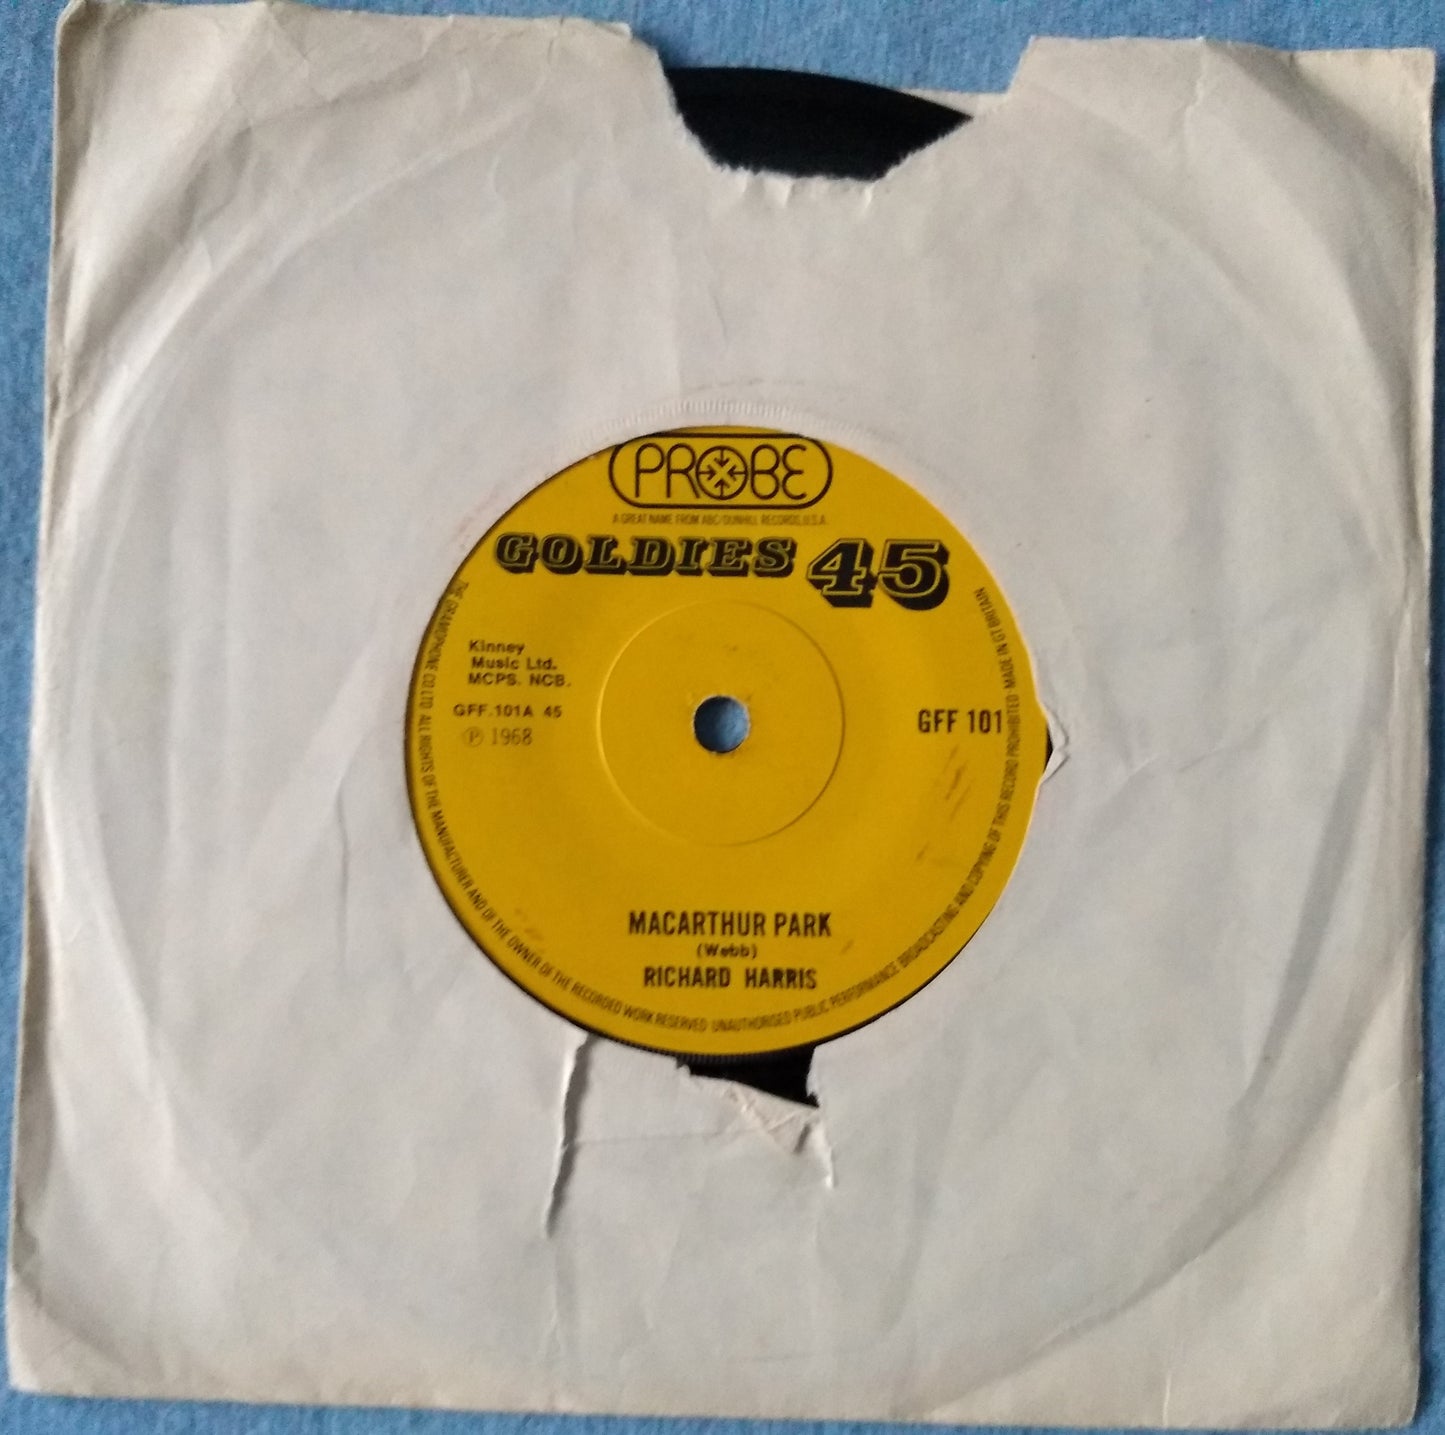 PROBE
A GREAT NAME FROM ABC/DUNHILL RECORDS, U.S.A.
GOLDIES 45
Kinney
Music Ltd.
MCPS. NCB.
GFF.101A 45
℗ 1968
GFF 101
MACARTHUR PARK
(Webb)
RICHARD HARRIS
THE GRAMOPHONE CO LTD ALL RIGHTS OF THE MANUFACTURER AND OF THE OWNER OF THE RECORDED WORK RESERVED UNAUTHORISED PUBLIC PERFORMANCE BROADCASTING AND COPYING OF THIS RECORD PROHIBITED · MADE IN GT BRITAIN